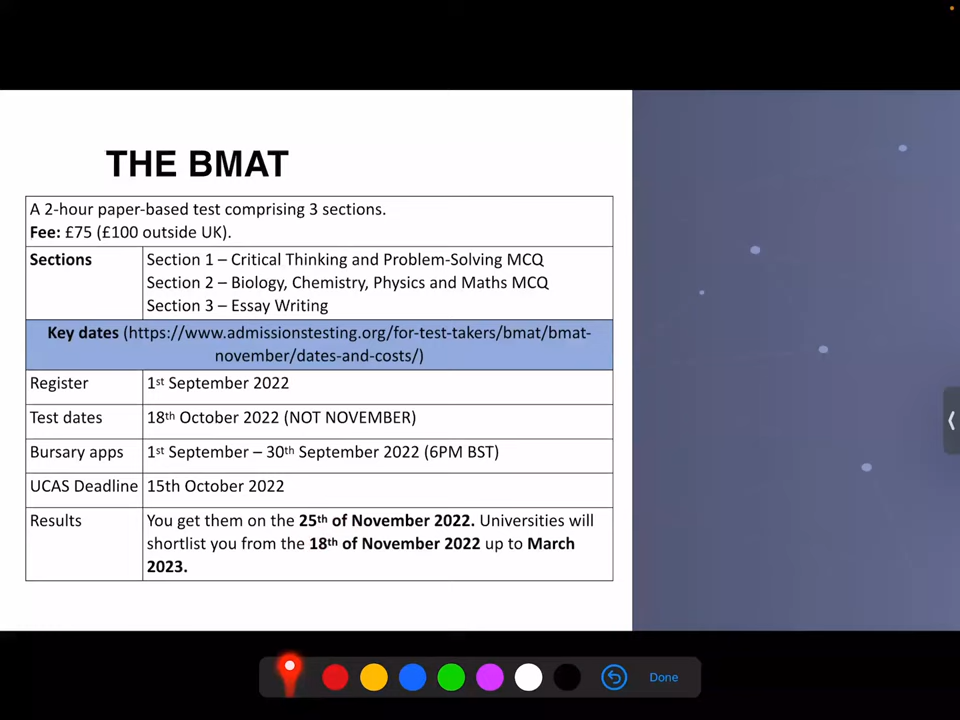 THE BMAT
A 2-hour paper-based test comprising 3 sections.
Fee: £75 (£100 outside UK).
Sections
Section 1 – Critical Thinking and Problem-Solving MCQ
Section 2 – Biology, Chemistry, Physics and Maths MCQ
Section 3 – Essay Writing
Key dates (https://www.admissionstesting.org/for-test-takers/bmat/bmat-
november/dates-and-costs/)
Register 1st September 2022
Test dates 18th October 2022 (NOT NOVEMBER)
Bursary apps 1st September – 30th September 2022 (6PM BST)
UCAS Deadline 15th October 2022
Results You get them on the 25th of November 2022. Universities will
shortlist you from the 18th of November 2022 up to March
2023.
Done